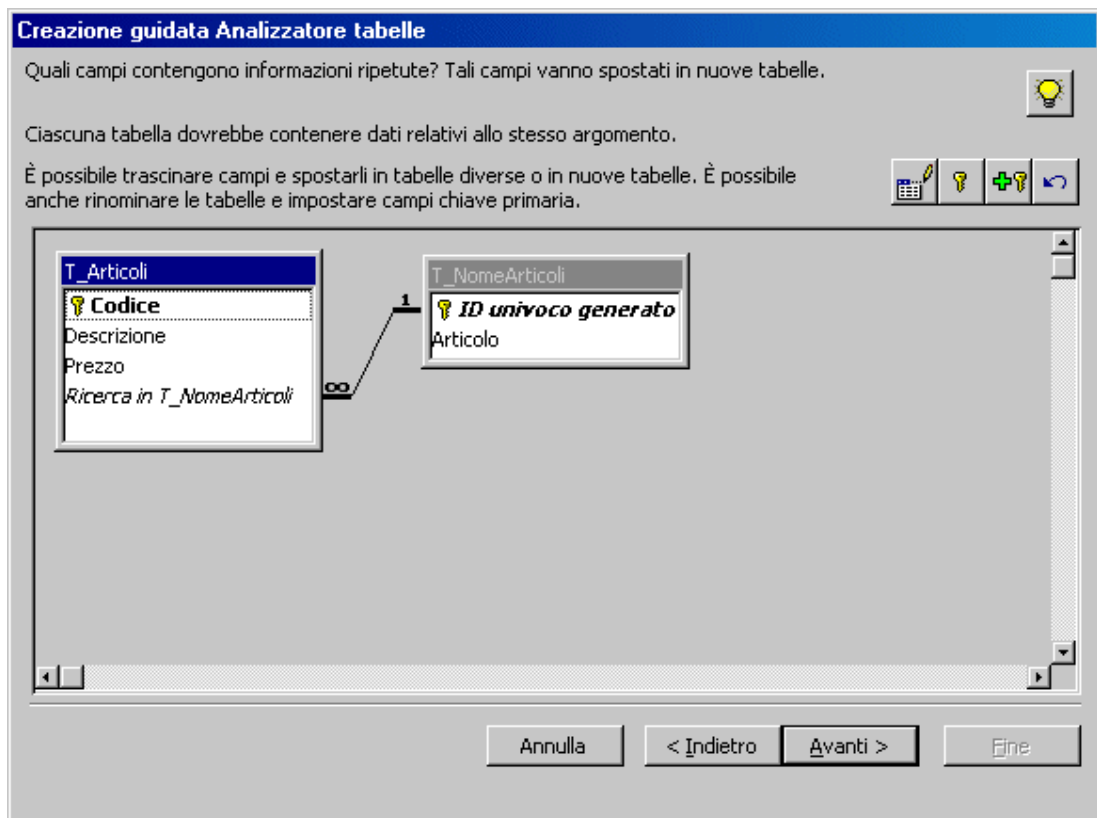 Creazione guidata Analizzatore tabelle
Quali campi contengono informazioni ripetute? Tali campi vanno spostati in nuove tabelle.
Ciascuna tabella dovrebbe contenere dati relativi allo stesso argomento.
È possibile trascinare campi e spostarli in tabelle diverse o in nuove tabelle. È possibile
anche rinominare le tabelle e impostare campi chiave primaria.
T_Articoli
Codice
Descrizione
Prezzo
Ricerca in T_NomeArticoli
∞
1
T_NomeArticoli
ID univoco generato
Articolo
Annulla
< Indietro
Avanti >
Fine